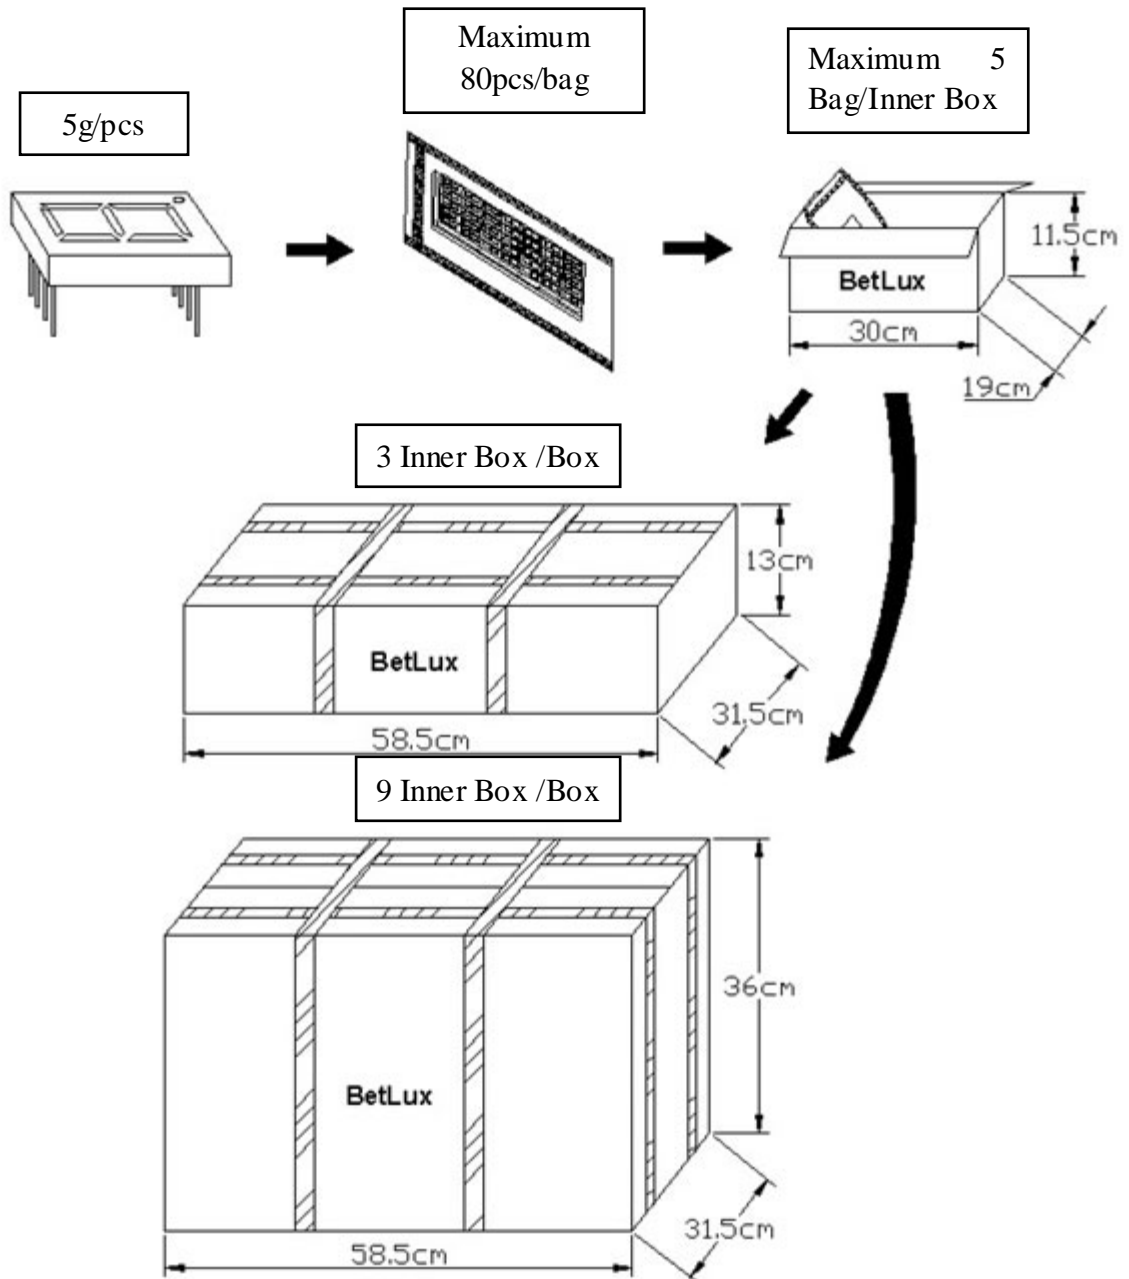 Maximum
80pcs/bag
Maximum 5
Bag/Inner Box
5g/pcs
11.5cm
BetLux
30cm
19cm
3 Inner Box /Box
13cm
BetLux
31.5cm
58.5cm
9 Inner Box /Box
36cm
BetLux
31.5cm
58.5cm